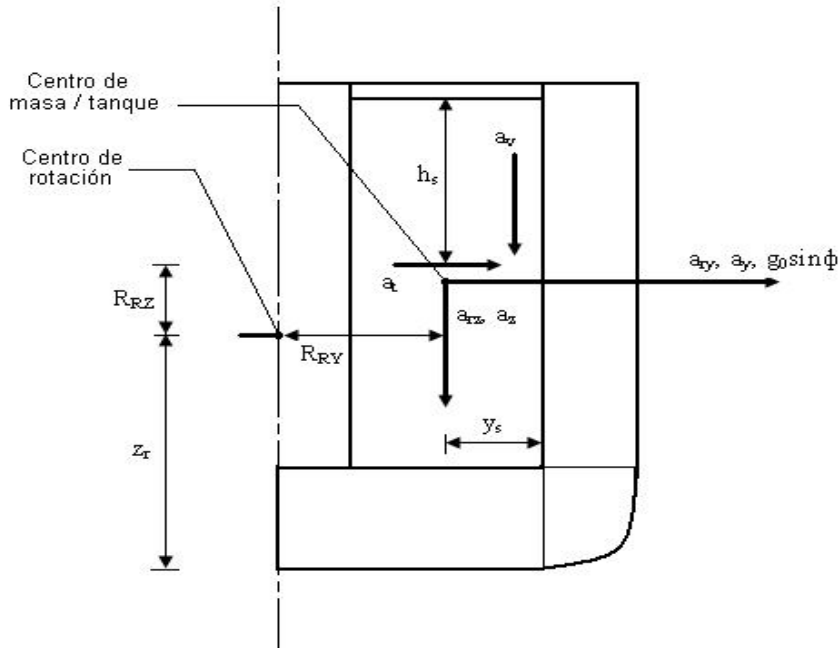 Centro de
masa / tanque
Centro de
rotación
a_v
h_s
a_t
a_ry, a_y, g_0sinϕ
R_RZ
a_rz, a_z
R_RY
z_r
y_s